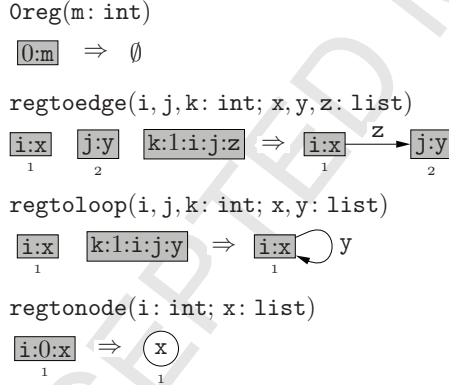 0reg(m: int)
0:m ⇒ ∅
regtoedge(i, j, k: int; x, y, z: list)
i:x j:y k:1:i:j:z ⇒ i:x z j:y
1 2 1 2
regtoloop(i, j, k: int; x, y: list)
i:x k:1:i:j:y ⇒ i:x y
1 1
regtonode(i: int; x: list)
i:0:x ⇒ x
1 1